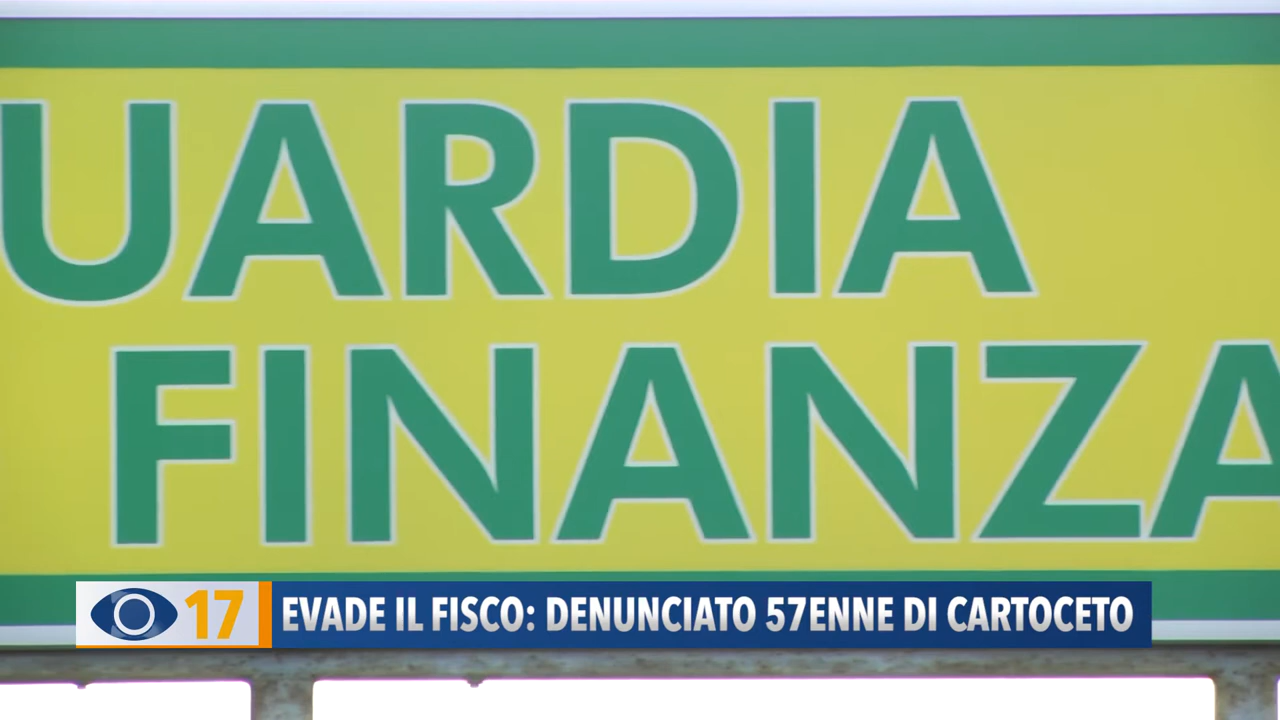 UARDIA
FINANZA
17 EVADE IL FISCO: DENUNCIATO 57ENNE DI CARTOCETO